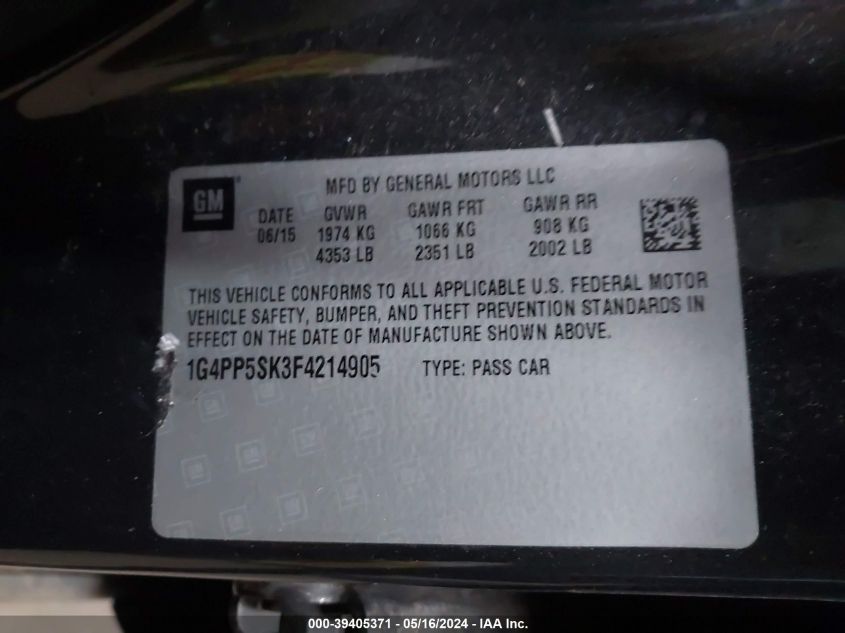 GM
MFD BY GENERAL MOTORS LLC
DATE GVWR GAWR FRT GAWR RR
06/15 1974 KG 1066 KG 908 KG
4353 LB 2351 LB 2002 LB
THIS VEHICLE CONFORMS TO ALL APPLICABLE U.S. FEDERAL MOTOR
VEHICLE SAFETY, BUMPER, AND THEFT PREVENTION STANDARDS IN
EFFECT ON THE DATE OF MANUFACTURE SHOWN ABOVE.
1G4PP5SK3F4214905 TYPE: PASS CAR
000-39405371 - 05/16/2024 - IAA Inc.